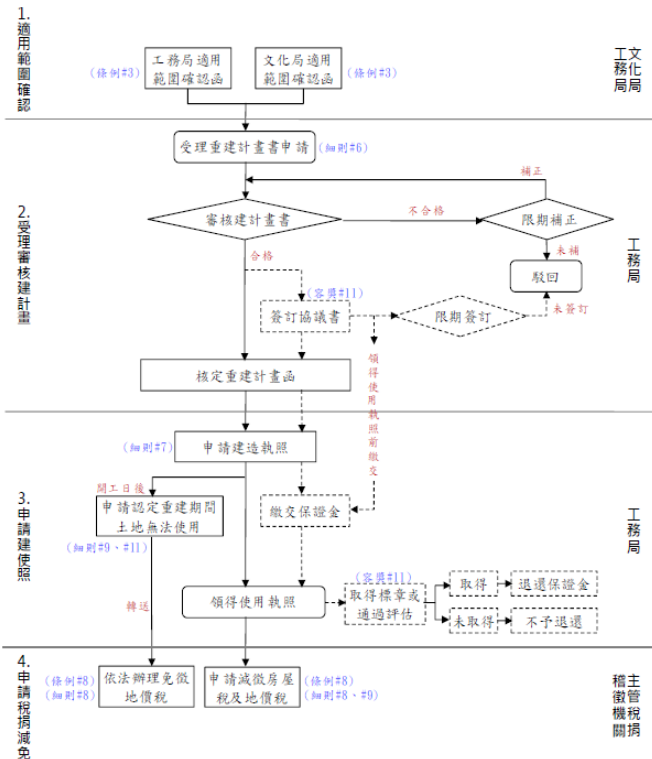 1.
適用範圍確認
工務局適用
範圍確認函
(條例#3)
文化局適用
範圍確認函
(條例#3)
文化局
工務局
2.
受理審核建計畫
受理重建計畫書申請
(細則#6)
補正
審核建計畫書
不合格
限期補正
合格
未補
駁回
(容獎#11)
簽訂協議書
限期簽訂
未簽訂
領得使用執照前繳交
核定重建計畫函
工務局
3.
申請建使照
(細則#7)
申請建造執照
開工日後
申請認定重建期間
土地無法使用
(細則#9、#11)
繳交保證金
轉送
領得使用執照
(容獎#11)
取得標章或
通過評估
取得
退還保證金
未取得
不予退還
工務局
4.
申請稅捐減免
(條例#8)
(細則#8)
依法辦理免徵
地價稅
申請減徵房屋
稅及地價稅
(條例#8)
(細則#8、#9)
主管稅捐
稽徵機關